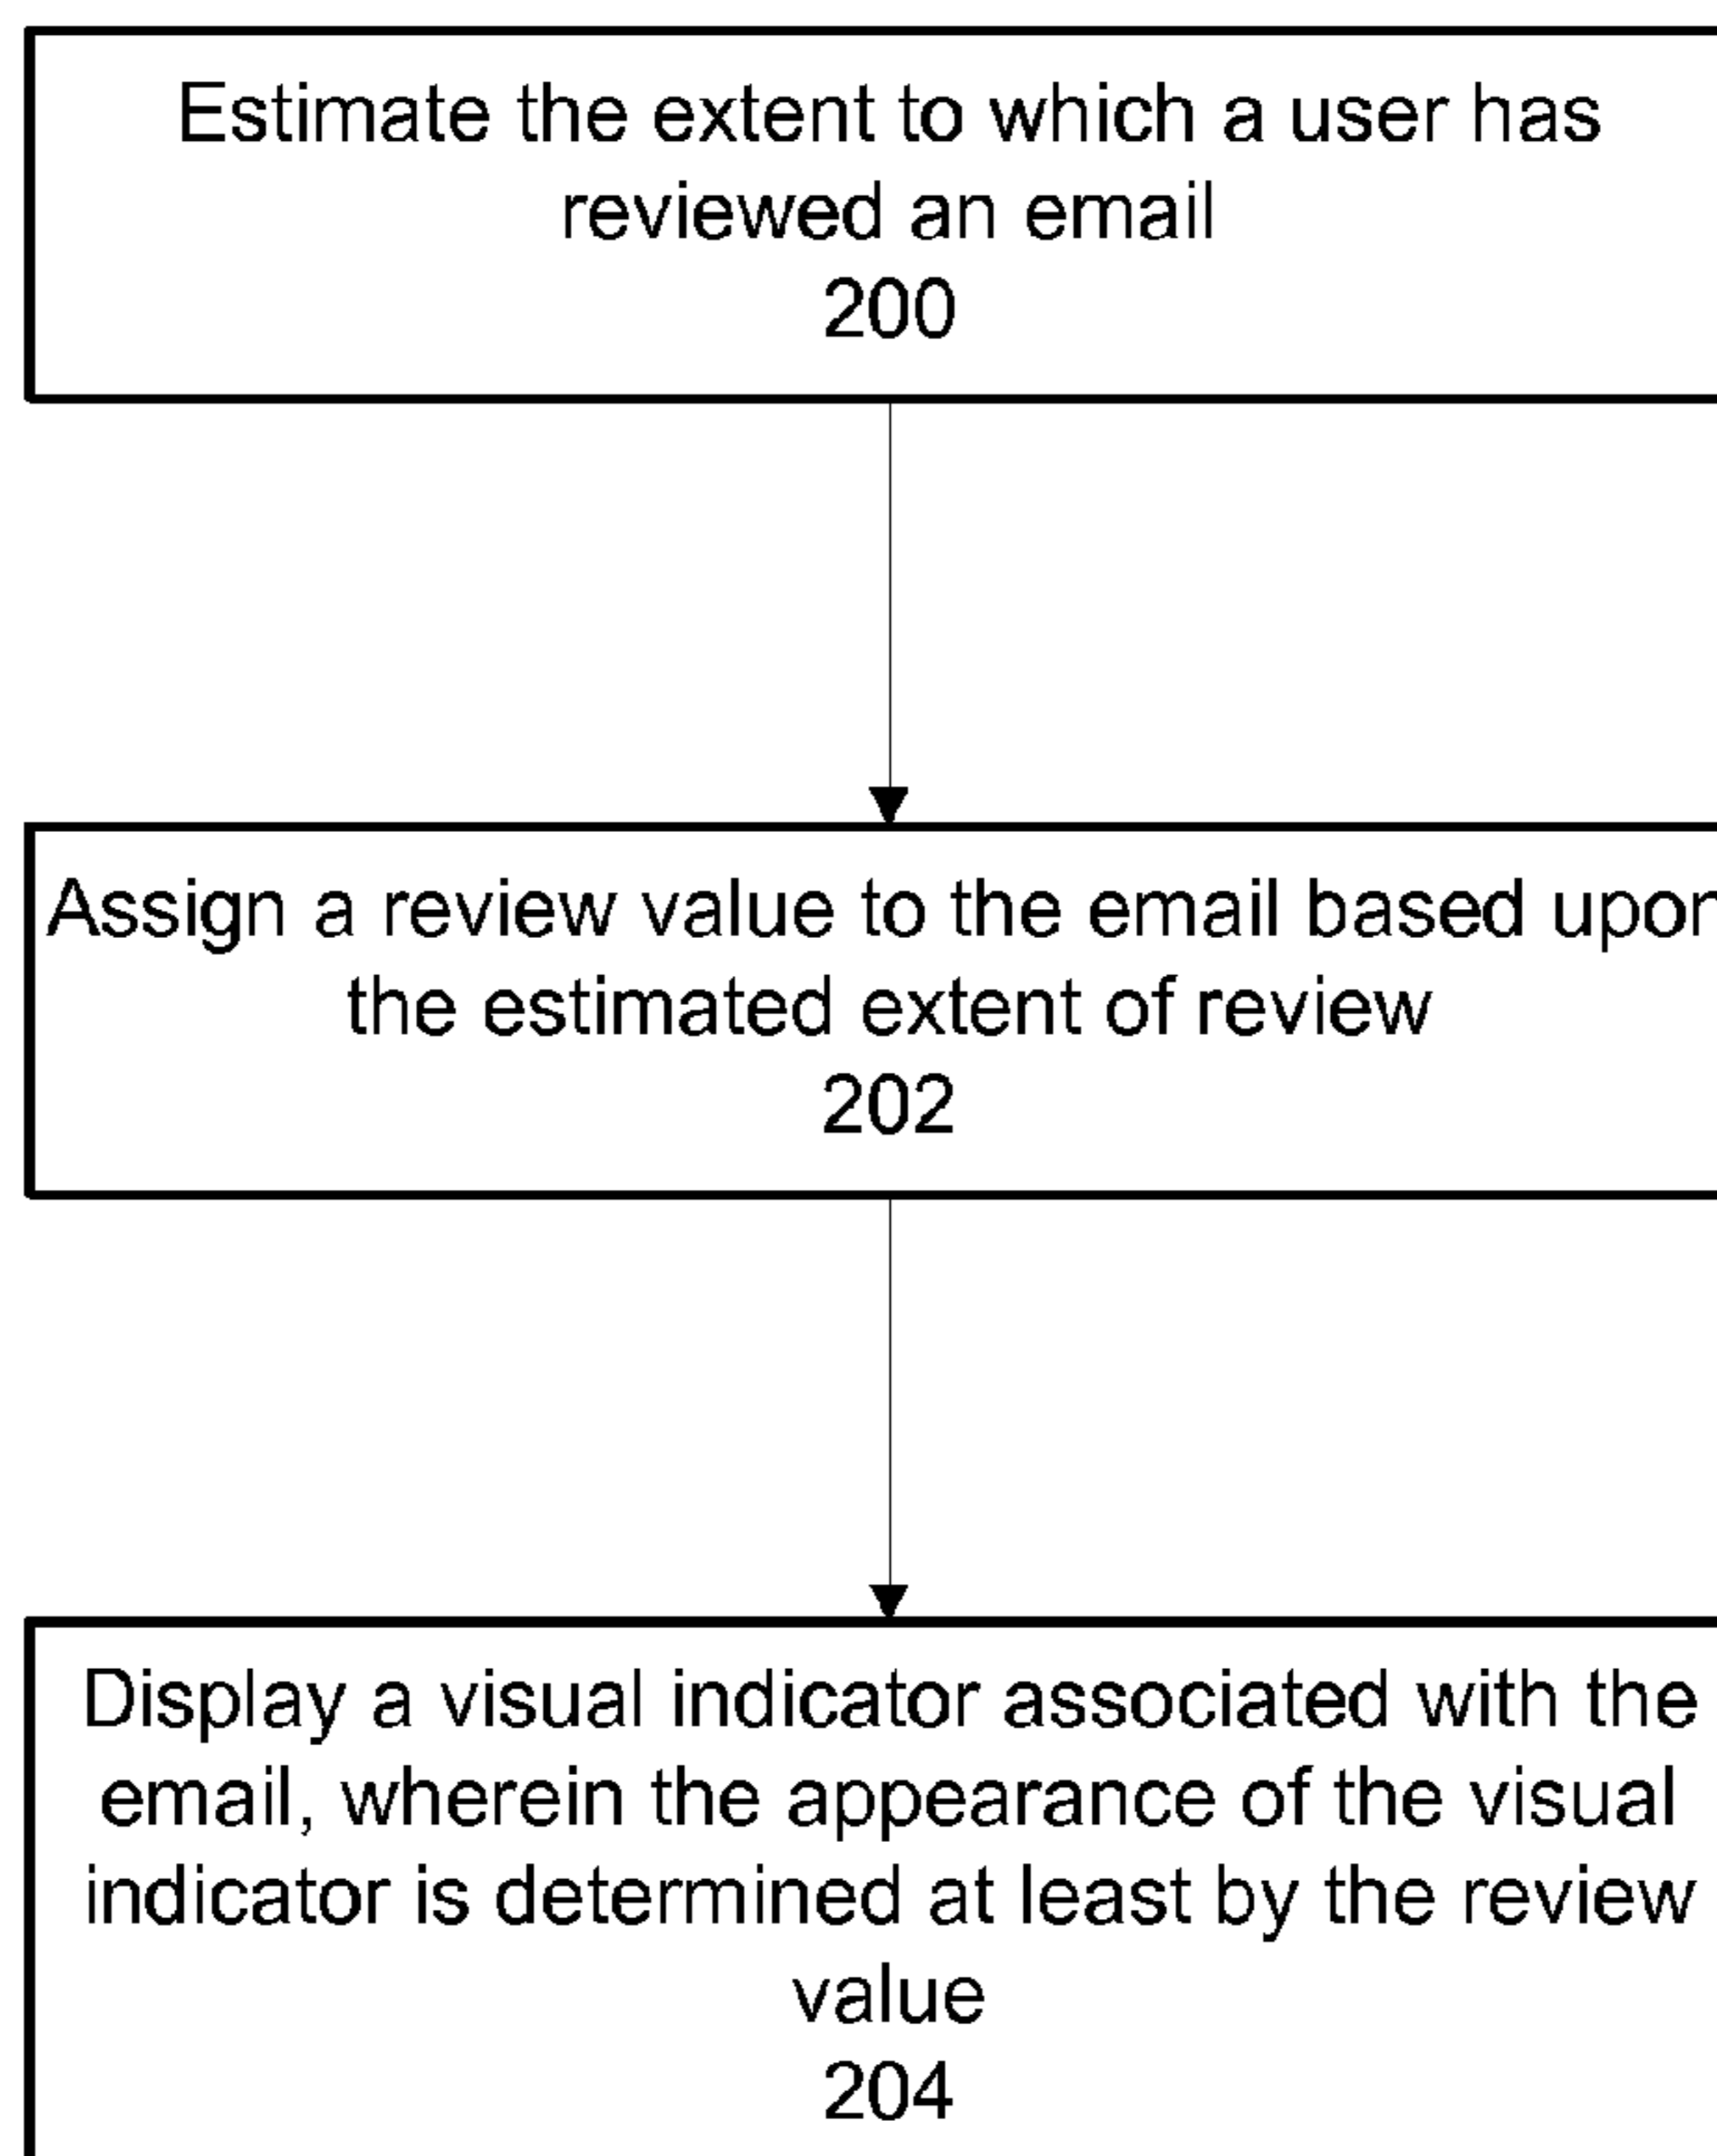 Estimate the extent to which a user has
reviewed an email
200
Assign a review value to the email based upon
the estimated extent of review
202
Display a visual indicator associated with the
email, wherein the appearance of the visual
indicator is determined at least by the review
value
204